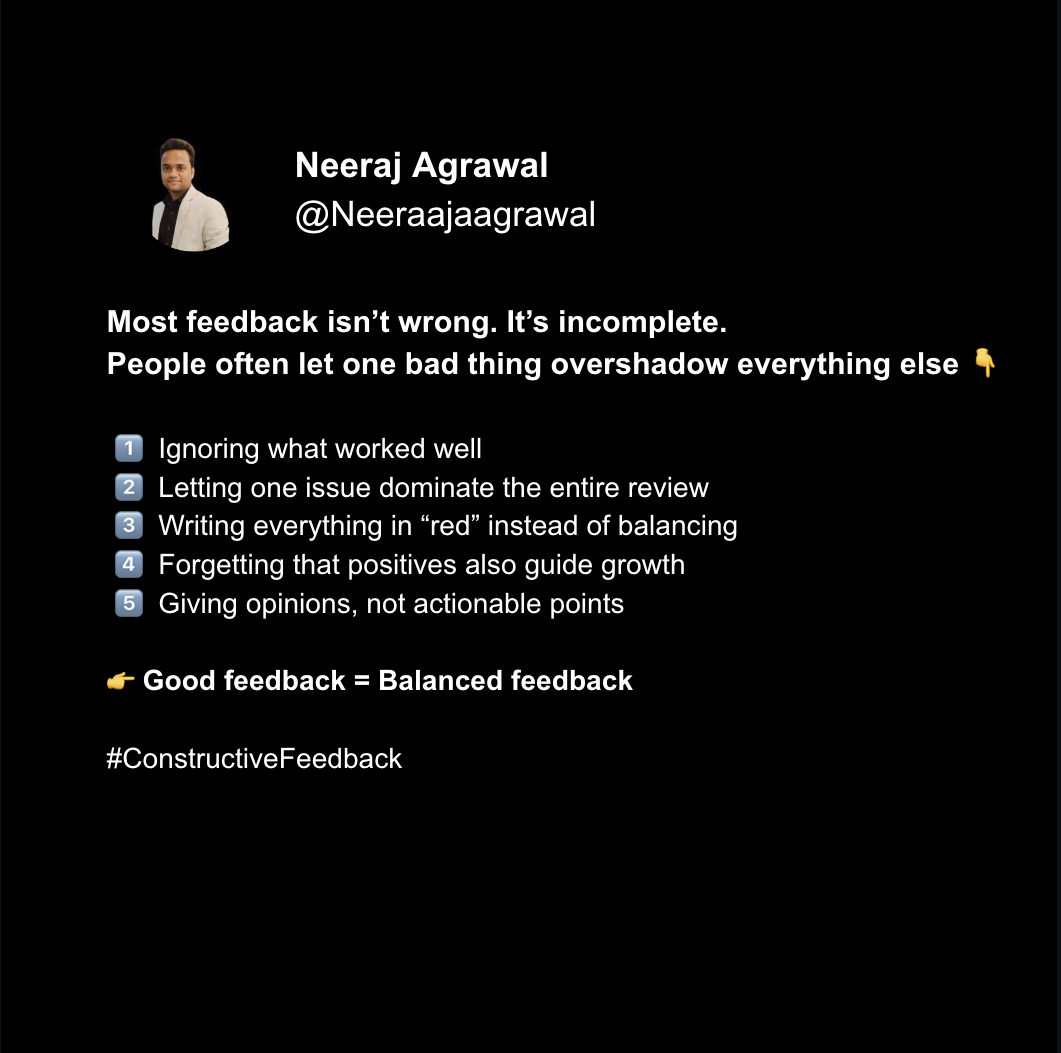 Neeraj Agrawal
@Neeraajaagrawal
Most feedback isn’t wrong. It’s incomplete.
People often let one bad thing overshadow everything else 👇
1️⃣ Ignoring what worked well
2️⃣ Letting one issue dominate the entire review
3️⃣ Writing everything in “red” instead of balancing
4️⃣ Forgetting that positives also guide growth
5️⃣ Giving opinions, not actionable points
👉 Good feedback = Balanced feedback
#ConstructiveFeedback